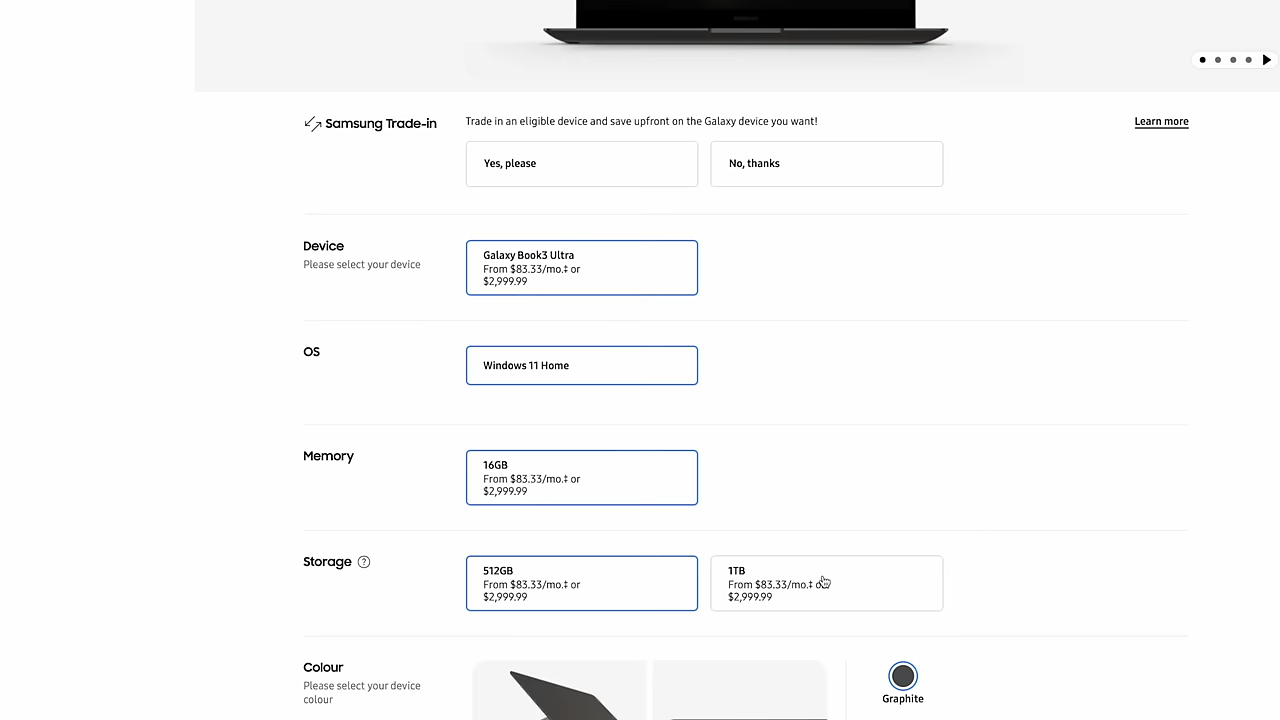 Samsung Trade-in
Trade in an eligible device and save upfront on the Galaxy device you want!
Learn more
Yes, please
No, thanks
Device
Please select your device
Galaxy Book3 Ultra
From $83.33/mo.‡ or
$2,999.99
OS
Windows 11 Home
Memory
16GB
From $83.33/mo.‡ or
$2,999.99
Storage ?
512GB
From $83.33/mo.‡ or
$2,999.99
1TB
From $83.33/mo.‡
$2,999.99
Colour
Please select your device
colour
Graphite